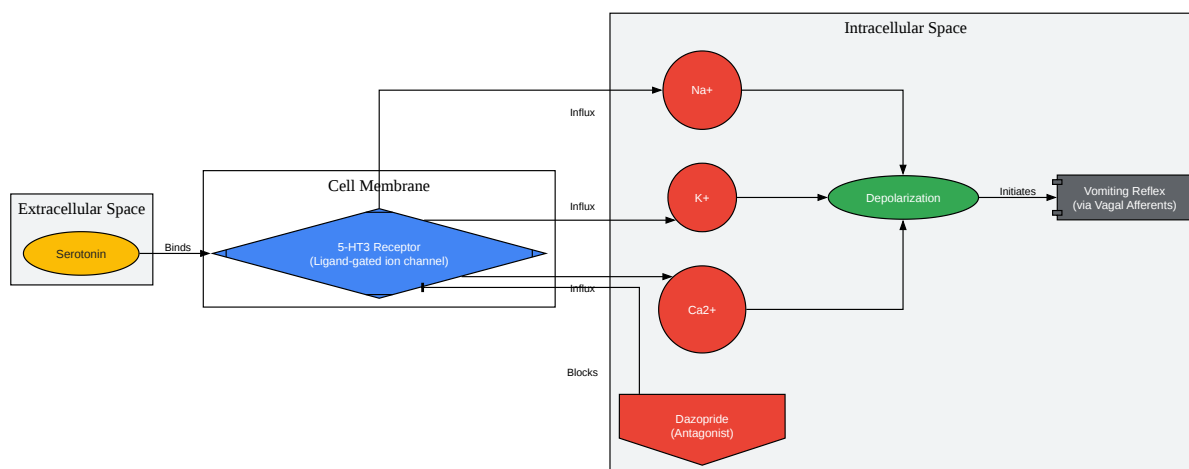 Intracellular Space
Na+
Influx
Cell Membrane
Extracellular Space
Serotonin
Binds
5-HT3 Receptor
(Ligand-gated ion channel)
Influx
K+
Depolarization
Initiates
Vomiting Reflex
(via Vagal Afferents)
Influx
Ca2+
Blocks
Dazopride
(Antagonist)